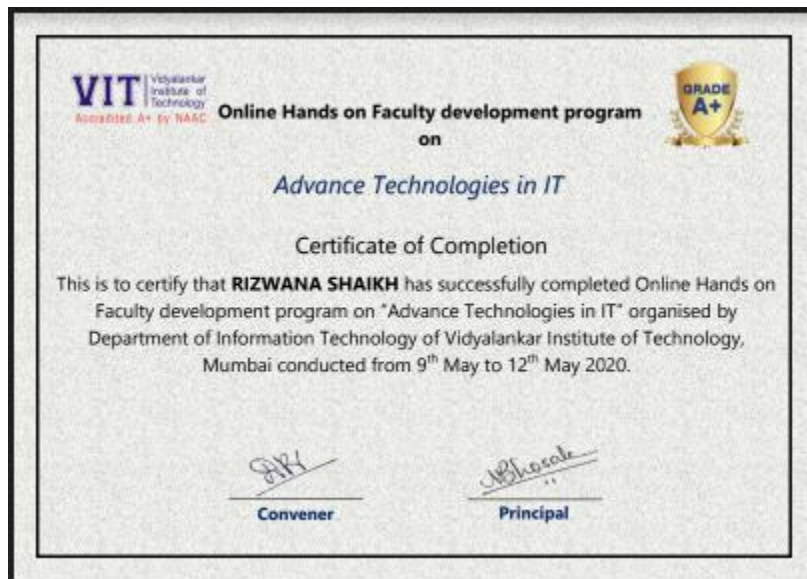 VIT
Vidyalankar
Institute of
Technology
Accredited A+ by NAAC
GRADE
A+
Online Hands on Faculty development program
on
Advance Technologies in IT
Certificate of Completion
This is to certify that RIZWANA SHAIKH has successfully completed Online Hands on
Faculty development program on "Advance Technologies in IT" organised by
Department of Information Technology of Vidyalankar Institute of Technology,
Mumbai conducted from 9th May to 12th May 2020.
Bhosale
Convener
Principal